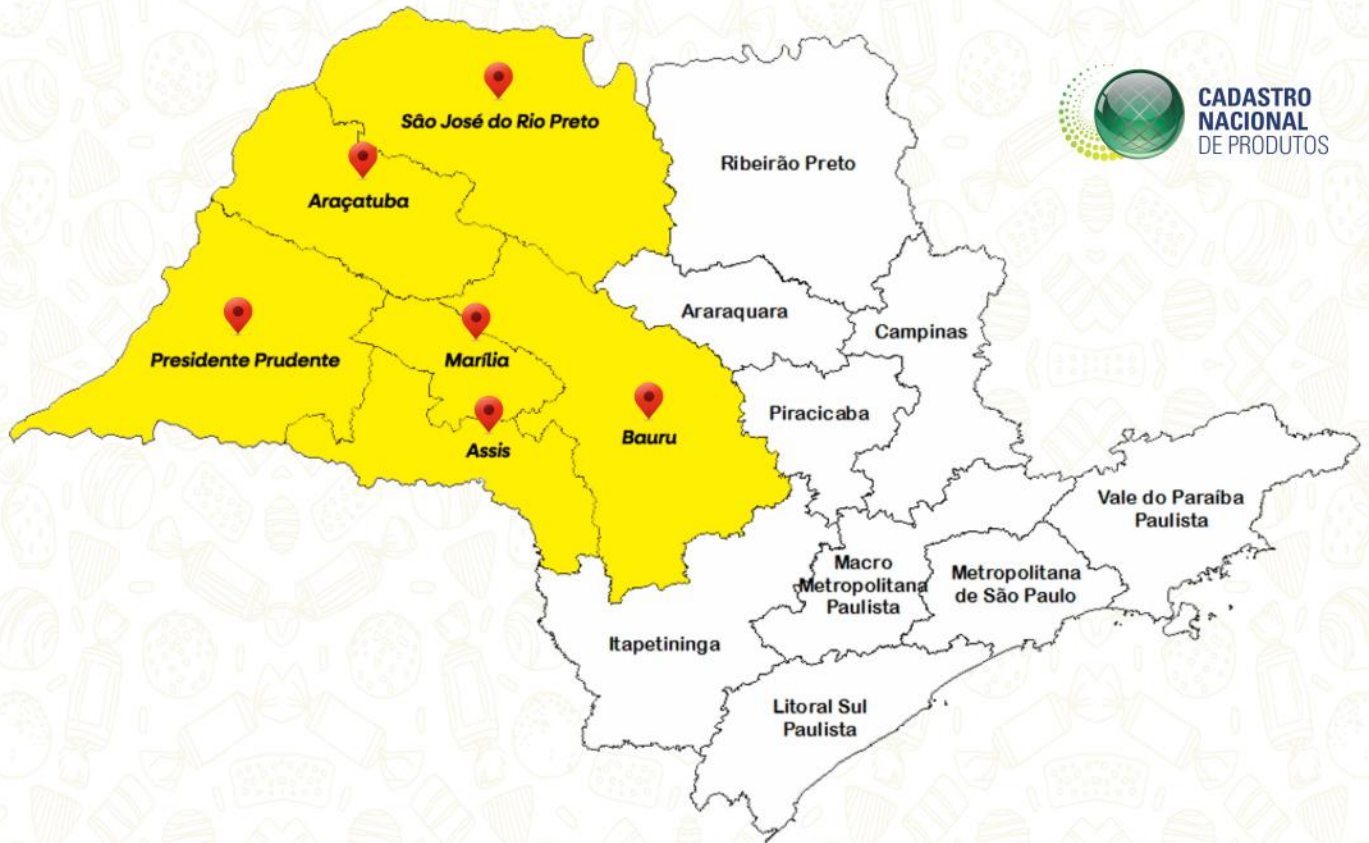 CADASTRO
NACIONAL
DE PRODUTOS
São José do Rio Preto
Ribeirão Preto
Araçatuba
Araraquara
Campinas
Presidente Prudente
Marília
Piracicaba
Bauru
Assis
Vale do Paraíba
Paulista
Macro
Metropolitana
Paulista
Metropolitana
de São Paulo
Itapetininga
Litoral Sul
Paulista